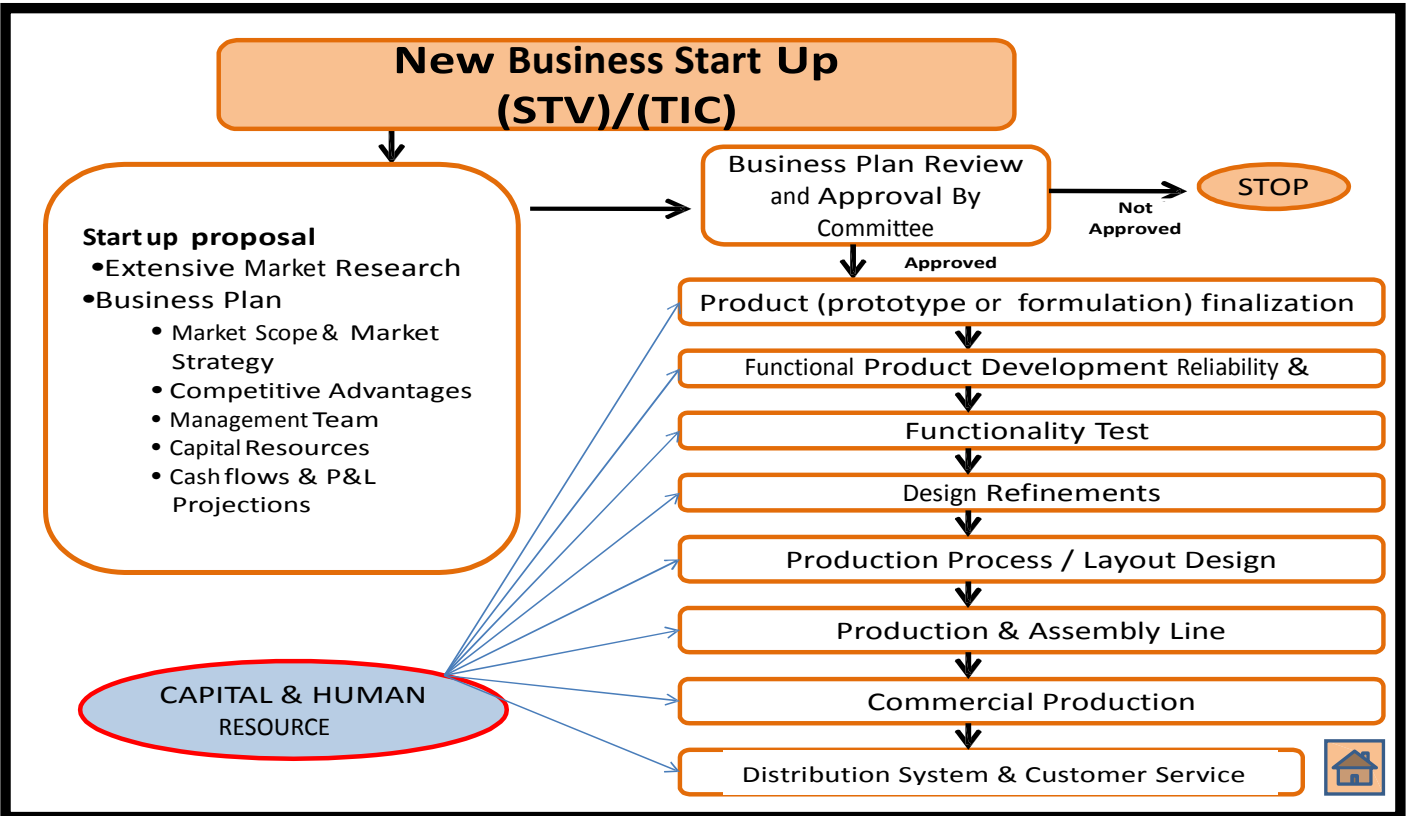 New Business Start Up
(STV)/(TIC)
Startup proposal
•Extensive Market Research
•Business Plan
• Market Scope & Market
Strategy
• Competitive Advantages
• Management Team
• Capital Resources
• Cash flows & P&L
Projections
Business Plan Review
and Approval By
Committee
Not
Approved
STOP
Approved
Product (prototype or formulation) finalization
Functional Product Development Reliability &
Functionality Test
Design Refinements
Production Process / Layout Design
Production & Assembly Line
Commercial Production
Distribution System & Customer Service
CAPITAL & HUMAN
RESOURCE